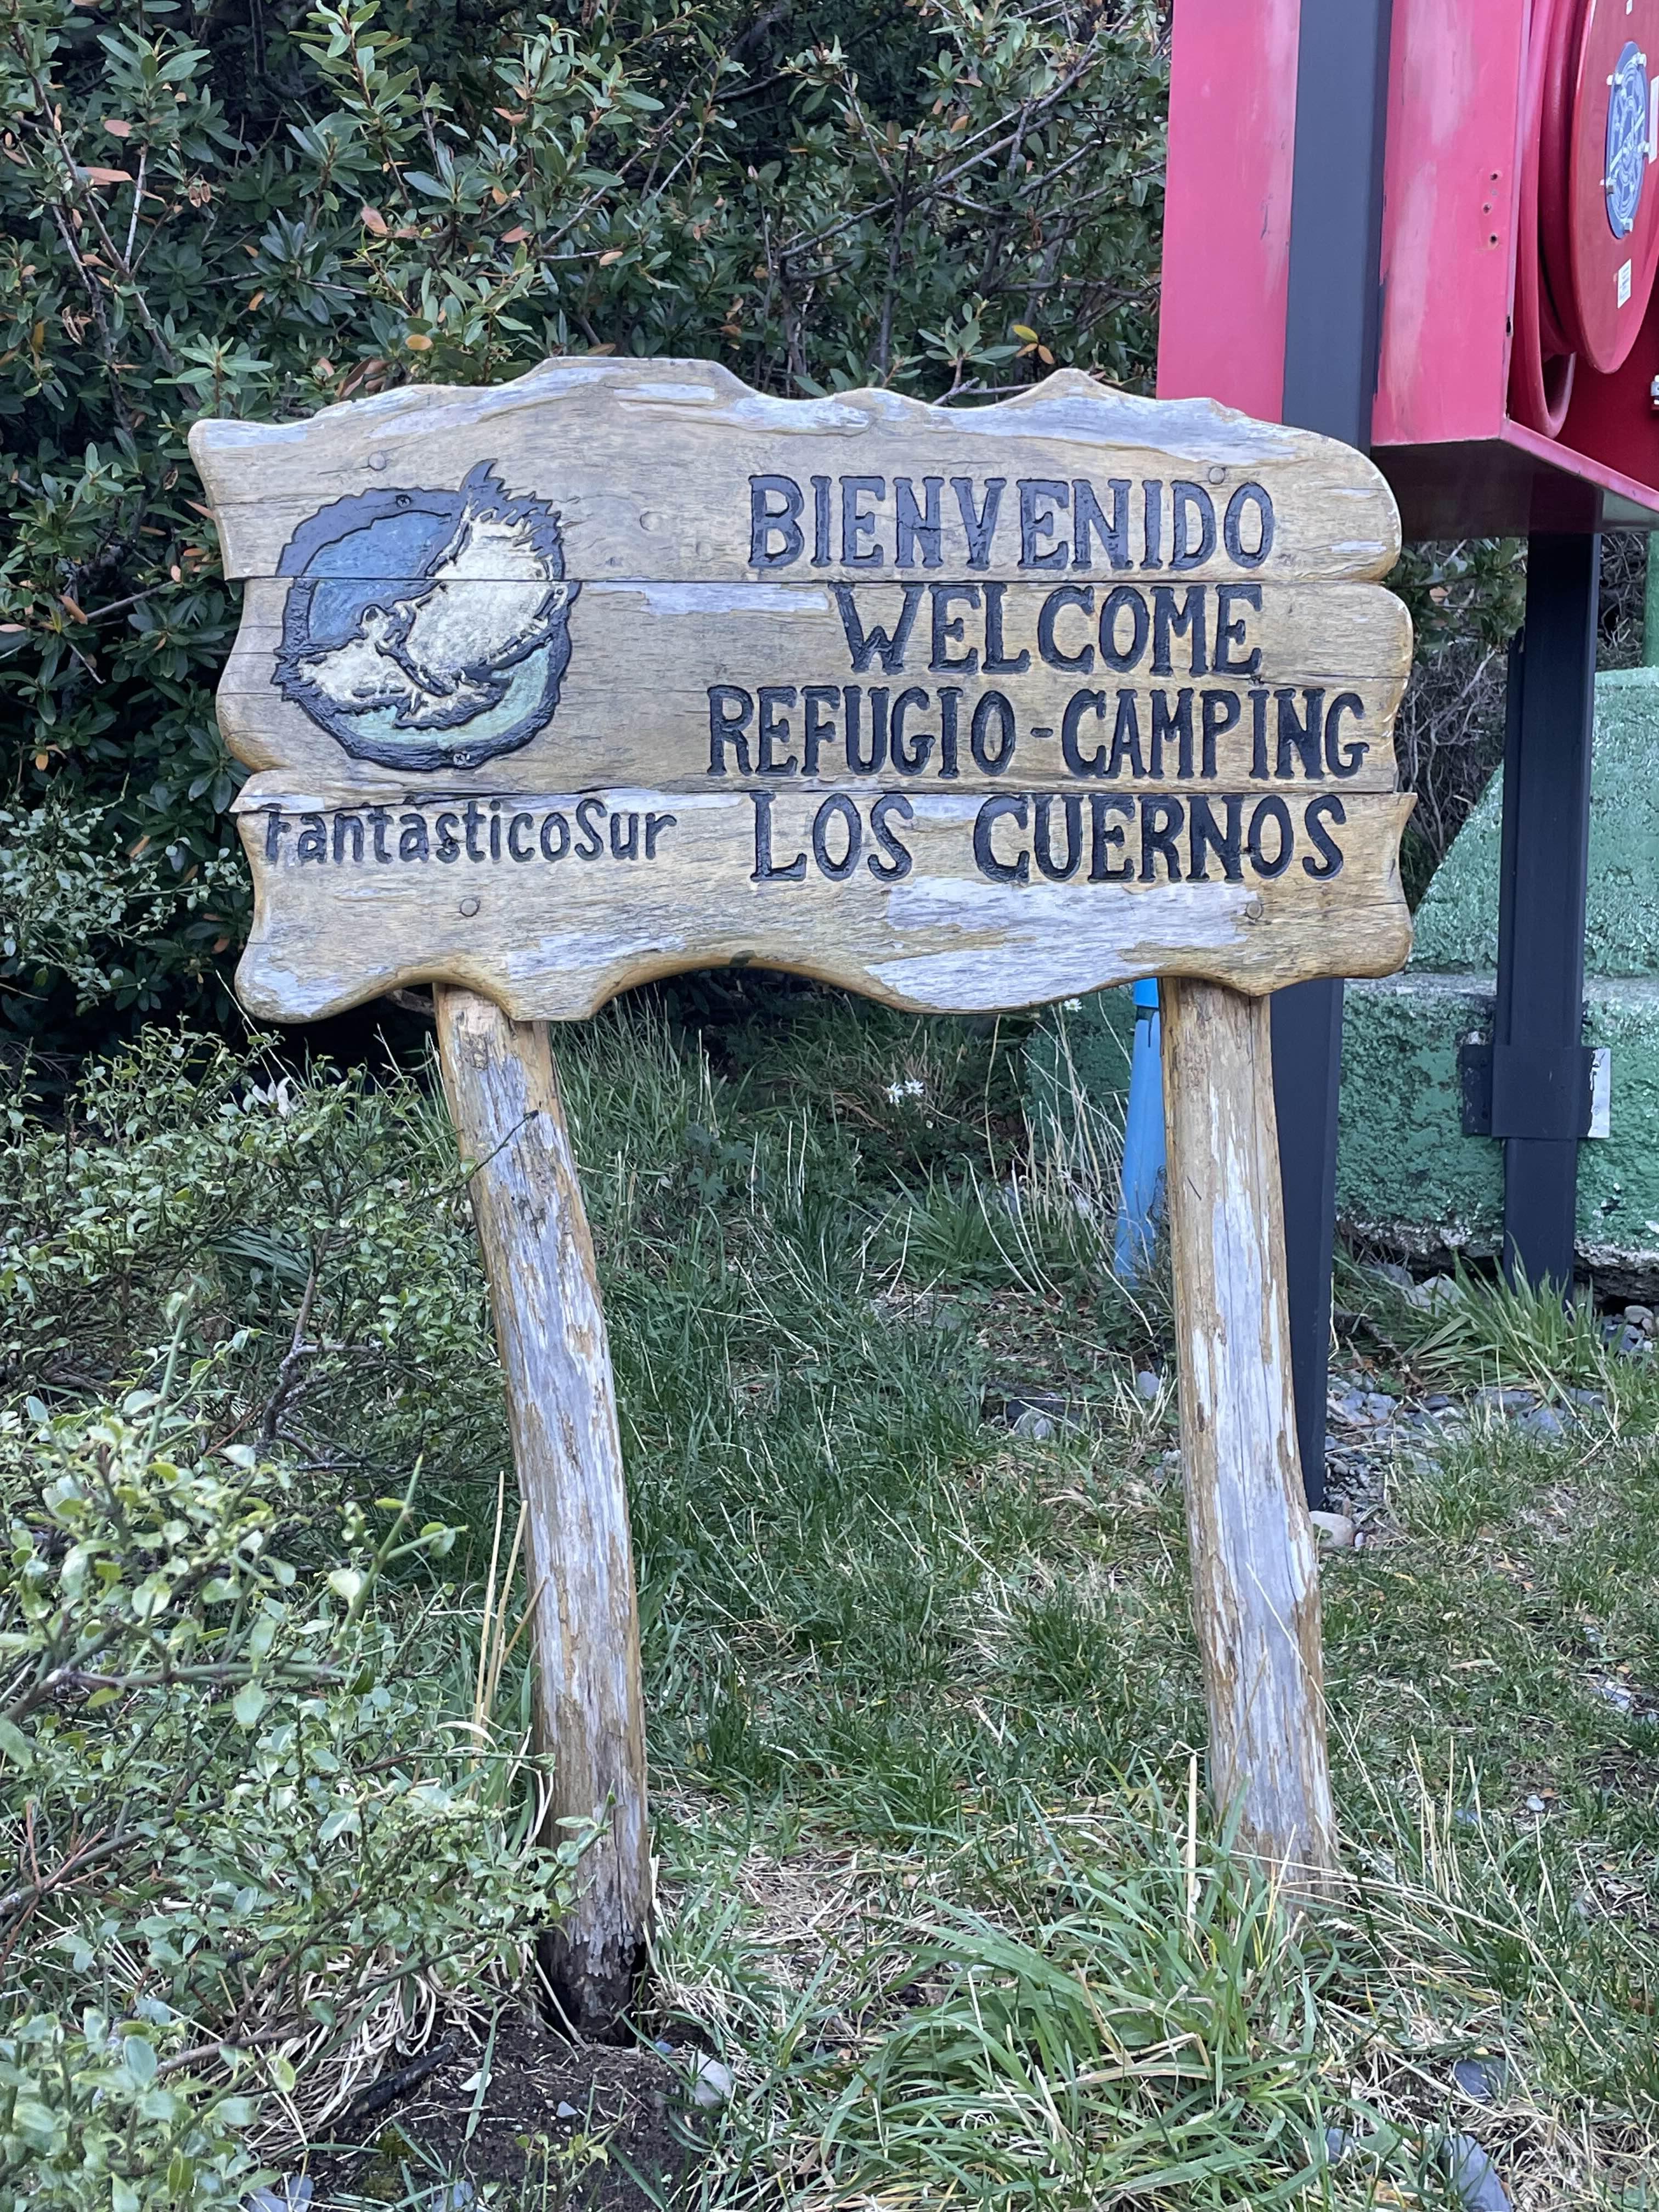 BIENVENIDO
WELCOME
REFUGIO-CAMPING
LOS CUERNOS
FantásticoSur